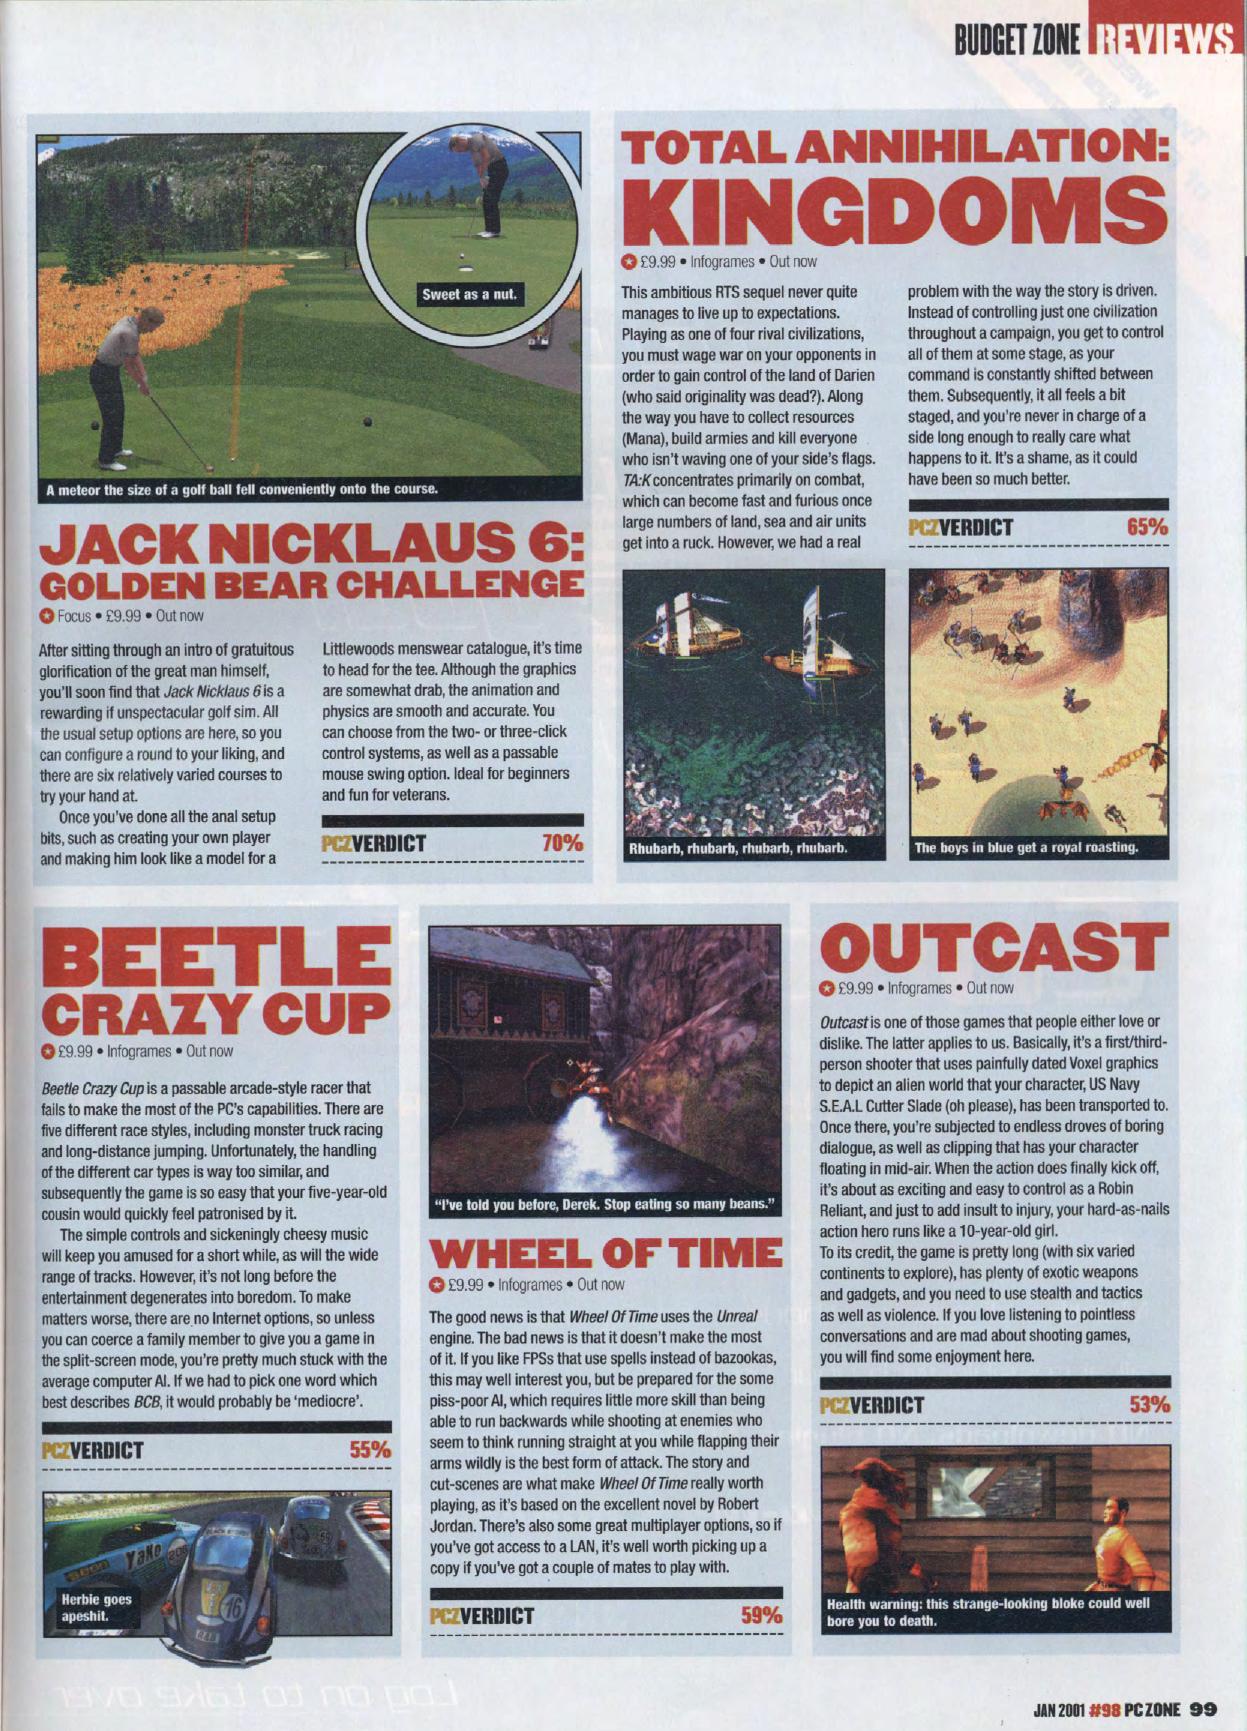 BUDGET ZONE REVIEWS
Sweet as a nut.
A meteor the size of a golf ball fell conveniently onto the course.
JACK NICKLAUS 6:
GOLDEN BEAR CHALLENGE
Focus • £9.99 • Out now
After sitting through an intro of gratuitous
glorification of the great man himself,
you'll soon find that Jack Nicklaus 6 is a
rewarding if unspectacular golf sim. All
the usual setup options are here, so you
can configure a round to your liking, and
there are six relatively varied courses to
try your hand at.
Once you've done all the anal setup
bits, such as creating your own player
and making him look like a model for a
Littlewoods menswear catalogue, it's time
to head for the tee. Although the graphics
are somewhat drab, the animation and
physics are smooth and accurate. You
can choose from the two- or three-click
control systems, as well as a passable
mouse swing option. Ideal for beginners
and fun for veterans.
PCZVERDICT 70%
TOTAL ANNIHILATION:
KINGDOMS
£9.99 • Infogrames • Out now
This ambitious RTS sequel never quite
manages to live up to expectations.
Playing as one of four rival civilizations,
you must wage war on your opponents in
order to gain control of the land of Darien
(who said originality was dead?). Along
the way you have to collect resources
(Mana), build armies and kill everyone
who isn't waving one of your side's flags.
TA:K concentrates primarily on combat,
which can become fast and furious once
large numbers of land, sea and air units
get into a ruck. However, we had a real
problem with the way the story is driven.
Instead of controlling just one civilization
throughout a campaign, you get to control
all of them at some stage, as your
command is constantly shifted between
them. Subsequently, it all feels a bit
staged, and you're never in charge of a
side long enough to really care what
happens to it. It's a shame, as it could
have been so much better.
PCZVERDICT 65%
Rhubarb, rhubarb, rhubarb, rhubarb.
The boys in blue get a royal roasting.
BEETLE
CRAZY CUP
£9.99 • Infogrames • Out now
Beetle Crazy Cup is a passable arcade-style racer that
fails to make the most of the PC's capabilities. There are
five different race styles, including monster truck racing
and long-distance jumping. Unfortunately, the handling
of the different car types is way too similar, and
subsequently the game is so easy that your five-year-old
cousin would quickly feel patronised by it.
The simple controls and sickeningly cheesy music
will keep you amused for a short while, as will the wide
range of tracks. However, it's not long before the
entertainment degenerates into boredom. To make
matters worse, there are no Internet options, so unless
you can coerce a family member to give you a game in
the split-screen mode, you're pretty much stuck with the
average computer AI. If we had to pick one word which
best describes BCB, it would probably be 'mediocre'.
PCZVERDICT 55%
Yako
16
Herbie goes
apeshit.
"I've told you before, Derek. Stop eating so many beans."
WHEEL OF TIME
£9.99 • Infogrames • Out now
The good news is that Wheel Of Time uses the Unreal
engine. The bad news is that it doesn't make the most
of it. If you like FPSs that use spells instead of bazookas,
this may well interest you, but be prepared for the some
piss-poor AI, which requires little more skill than being
able to run backwards while shooting at enemies who
seem to think running straight at you while flapping their
arms wildly is the best form of attack. The story and
cut-scenes are what make Wheel Of Time really worth
playing, as it's based on the excellent novel by Robert
Jordan. There's also some great multiplayer options, so if
you've got access to a LAN, it's well worth picking up a
copy if you've got a couple of mates to play with.
PCZVERDICT 59%
OUTCAST
£9.99 • Infogrames • Out now
Outcast is one of those games that people either love or
dislike. The latter applies to us. Basically, it's a first/third-
person shooter that uses painfully dated Voxel graphics
to depict an alien world that your character, US Navy
S.E.A.L Cutter Slade (oh please), has been transported to.
Once there, you're subjected to endless droves of boring
dialogue, as well as clipping that has your character
floating in mid-air. When the action does finally kick off,
it's about as exciting and easy to control as a Robin
Reliant, and just to add insult to injury, your hard-as-nails
action hero runs like a 10-year-old girl.
To its credit, the game is pretty long (with six varied
continents to explore), has plenty of exotic weapons
and gadgets, and you need to use stealth and tactics
as well as violence. If you love listening to pointless
conversations and are mad about shooting games,
you will find some enjoyment here.
PCZVERDICT 53%
Health warning: this strange-looking bloke could well
bore you to death.
JAN 2001 #98 PC ZONE 99